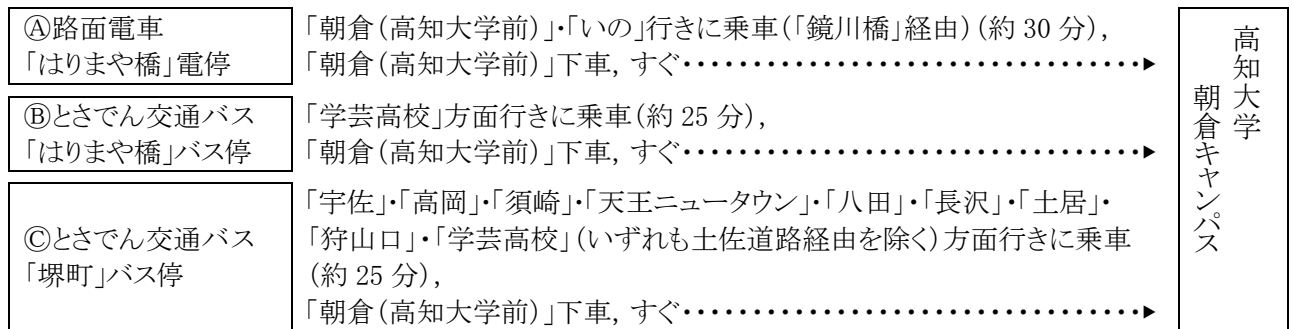 Ⓐ路面電車
「はりまや橋」電停
「朝倉(高知大学前)」・「いの」行きに乗車(「鏡川橋」経由)(約 30 分),
「朝倉(高知大学前)」下車, すぐ・・・・・・・・・・・・・・・・・・・・・・・・・・・・・・・・・▶
Ⓑとさでん交通バス
「はりまや橋」バス停
「学芸高校」方面行きに乗車(約 25 分),
「朝倉(高知大学前)」下車, すぐ・・・・・・・・・・・・・・・・・・・・・・・・・・・・・・・・・▶
Ⓒとさでん交通バス
「堺町」バス停
「宇佐」・「高岡」・「須崎」・「天王ニュータウン」・「八田」・「長沢」・「土居」・
「狩山口」・「学芸高校」(いずれも土佐道路経由を除く)方面行きに乗車
(約 25 分),
「朝倉(高知大学前)」下車, すぐ・・・・・・・・・・・・・・・・・・・・・・・・・・・・・・・・・▶
高知大学
朝倉キャンパス